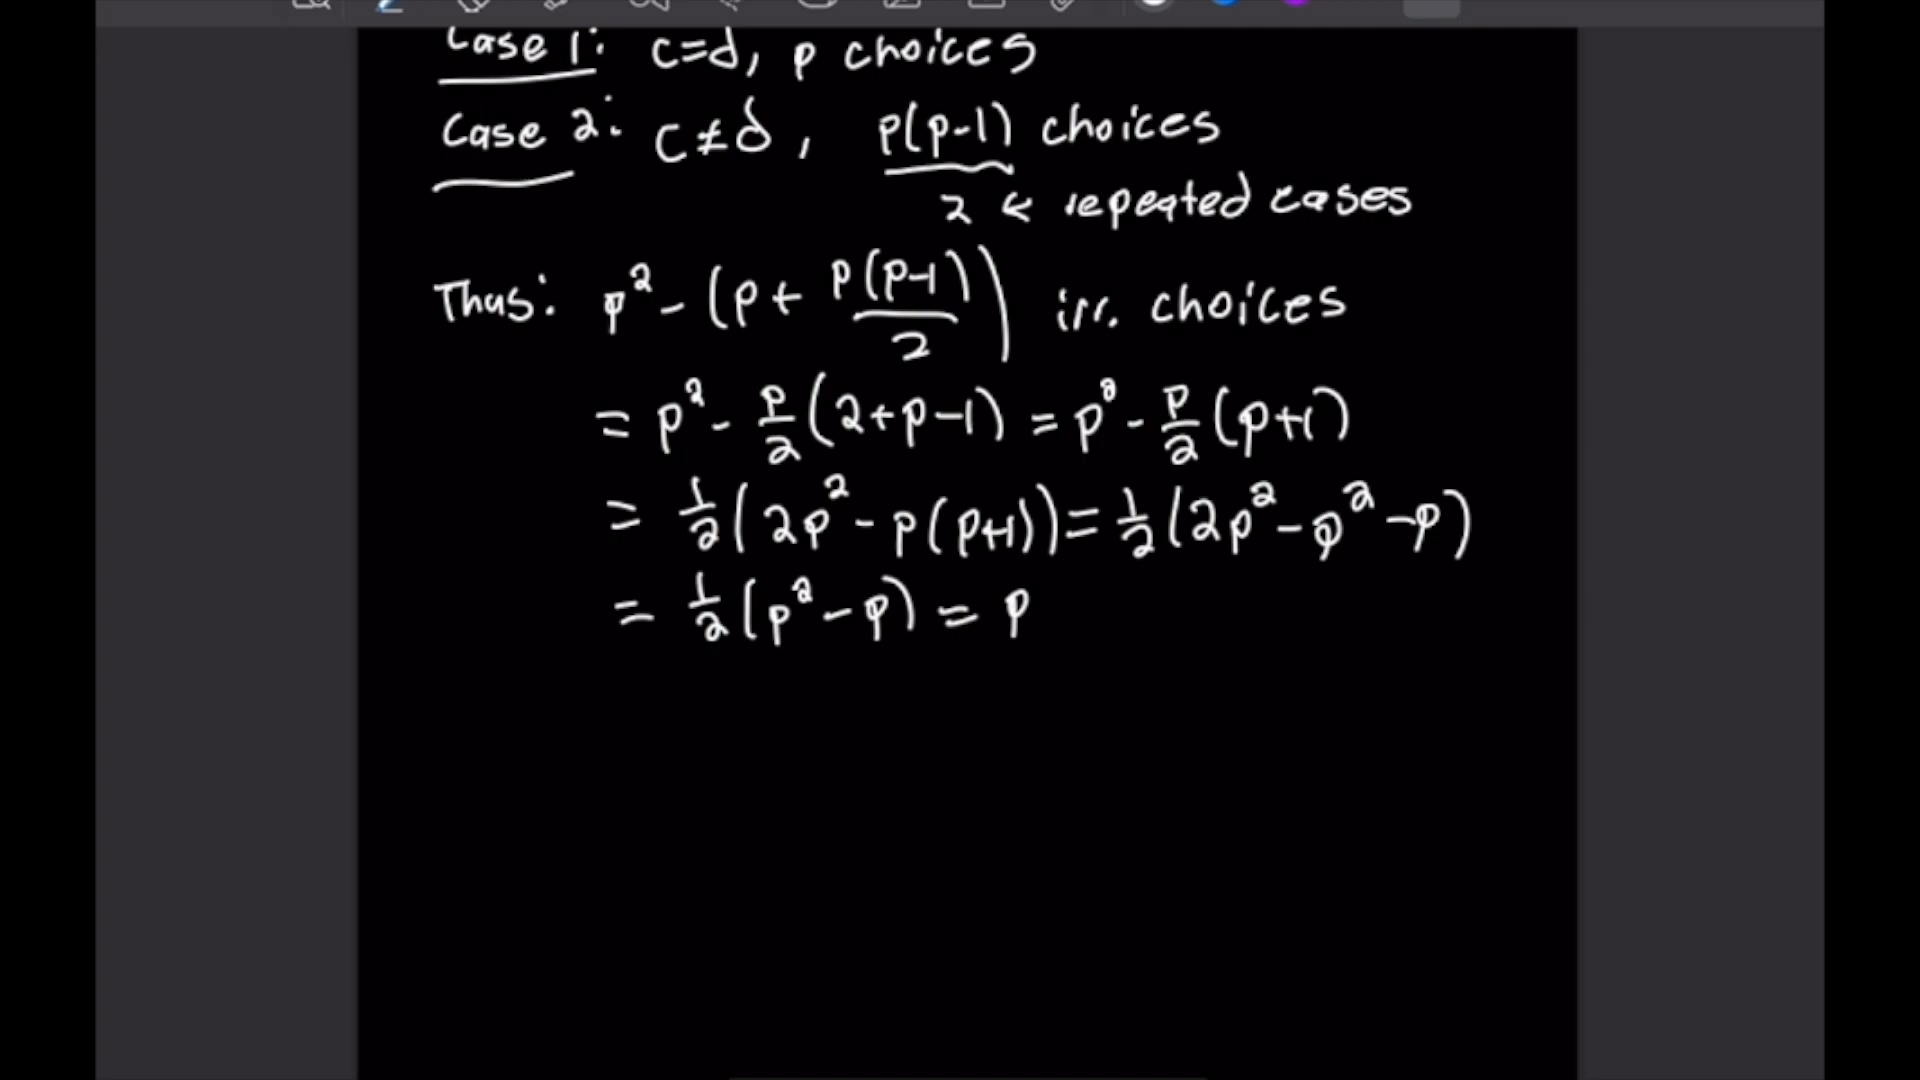 Case 1: c=d, p choices
Case 2: c≠d, p(p-1) choices
2 < repeated cases
Thus: p² - (p + p(p-1)/2) irr. choices
= p² - p/2 (2+p-1) = p² - p/2 (p+1)
= 1/2 (2p² - p(p+1)) = 1/2 (2p² - p² - p)
= 1/2 (p² - p) = p